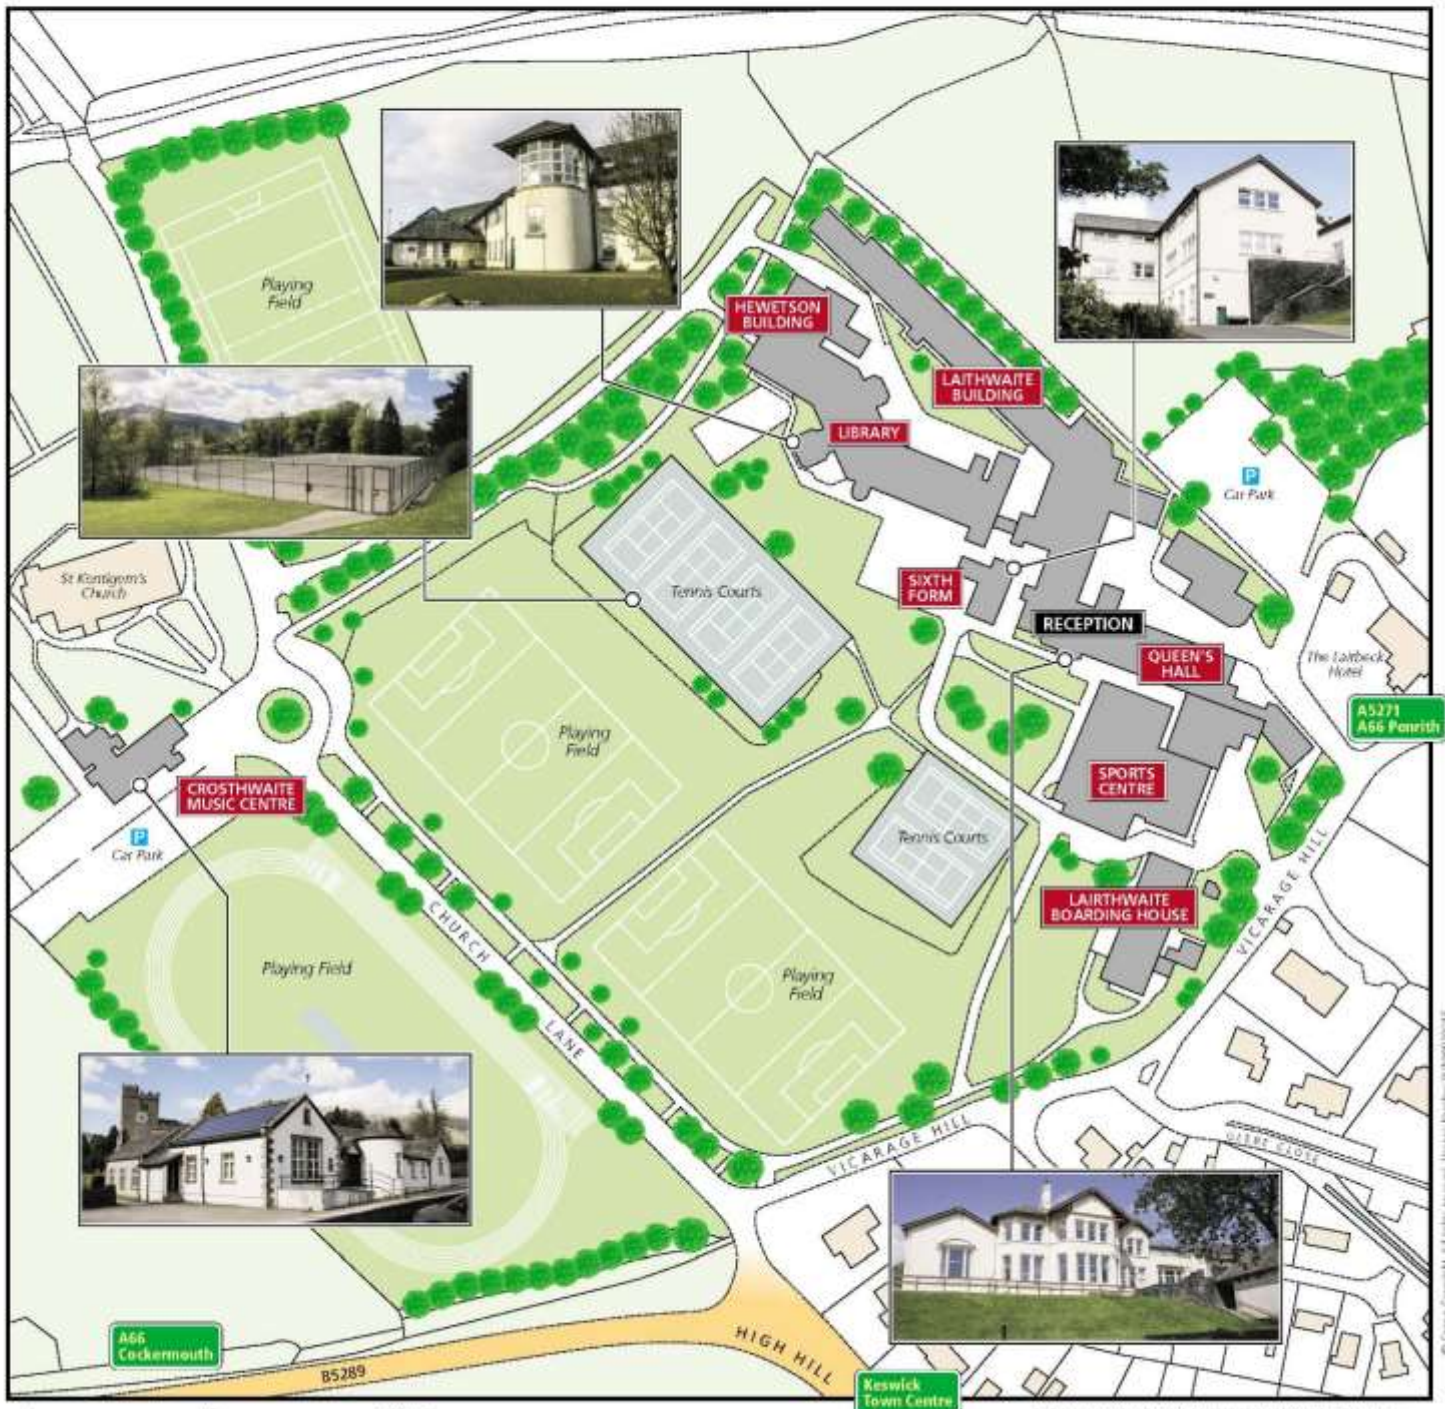 Playing
Field
HEWETSON
BUILDING
LAITHWAITE
BUILDING
LIBRARY
P
Car Park
St Kentigern's
Church
Tennis Courts
SIXTH
FORM
RECEPTION
QUEEN'S
HALL
The Lairbeck
Hotel
A5271
A66 Penrith
Playing
Field
CROSTHWAITE
MUSIC CENTRE
SPORTS
CENTRE
P
Car Park
Tennis Courts
LAIRTHWAITE
BOARDING HOUSE
VICARAGE HILL
CHURCH
LANE
Playing Field
Playing
Field
VICARAGE HILL
GLEBE CLOSE
A66
Cockermouth
B5289
HIGH HILL
Keswick
Town Centre